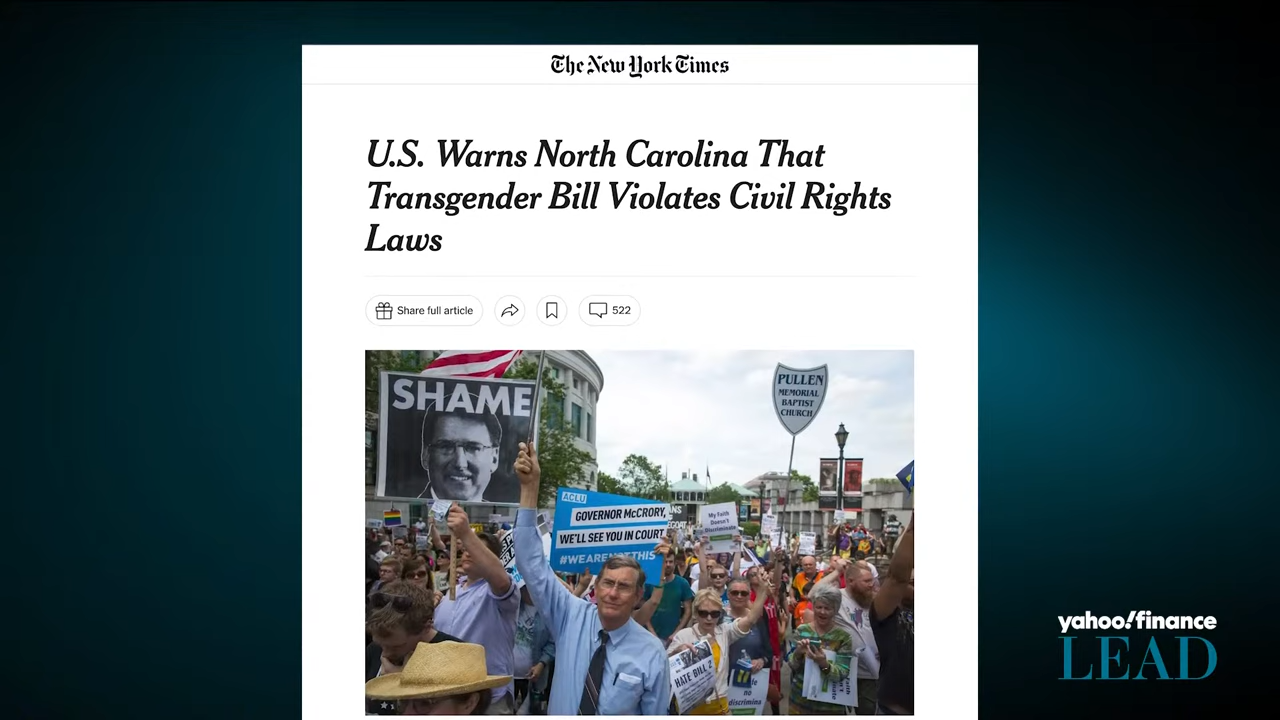 The New York Times
U.S. Warns North Carolina That
Transgender Bill Violates Civil Rights
Laws
Share full article
522
SHAME
PULLEN
MEMORIAL
BAPTIST
CHURCH
ACLU
GOVERNOR McCRORY,
WE'LL SEE YOU IN COURT
#WEARENOTTHIS
My Faith
Doesn't
Discriminate
HATE BILL 2
no
yahoo!finance
LEAD